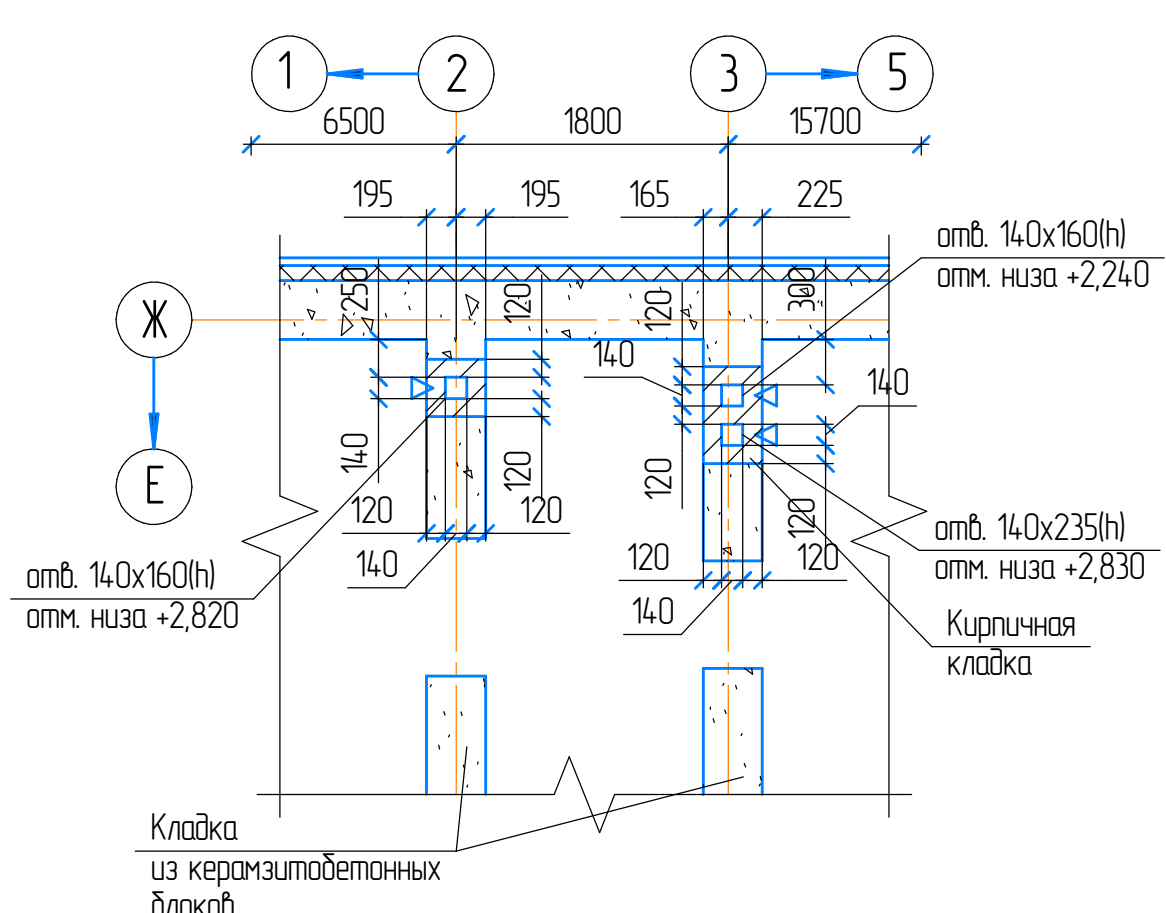 1
2
3
5
6500
1800
15700
195
195
165
225
отв. 140х160(h)
отм. низа +2,240
250
120
120
300
Ж
140
140
Е
140
120
120
120
120
120
140
120
120
140
отв. 140х160(h)
отм. низа +2,820
отв. 140х235(h)
отм. низа +2,830
Кирпичная
кладка
Кладка
из керамзитобетонных
блоков